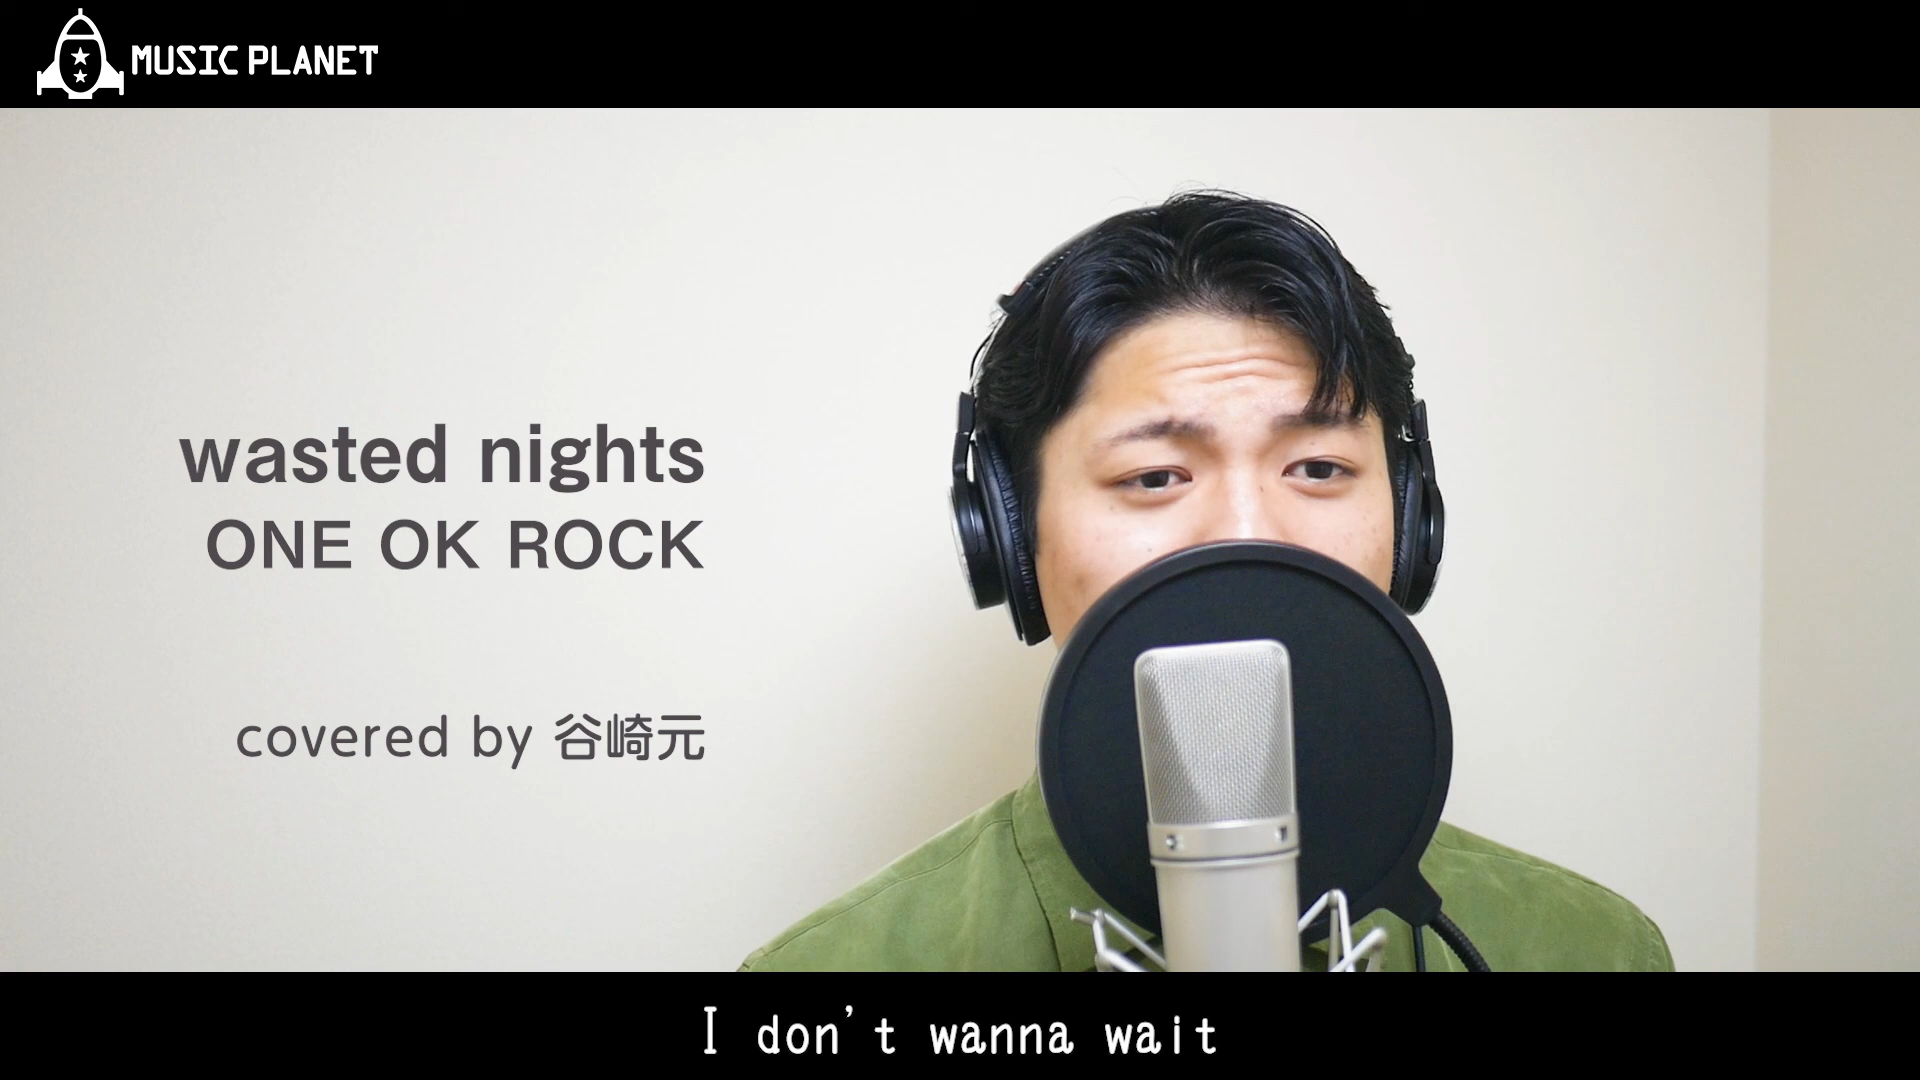 MUSIC PLANET
wasted nights
ONE OK ROCK
covered by 谷崎元
I don't wanna wait